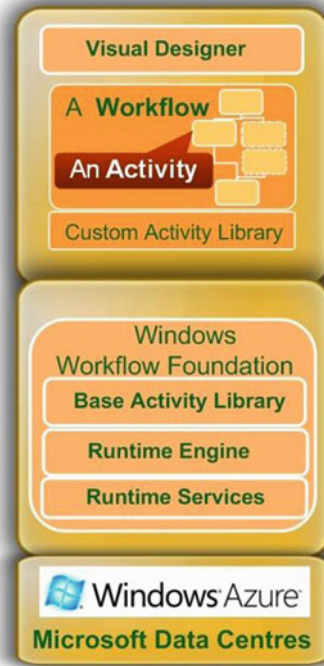 Visual Designer
A Workflow
An Activity
Custom Activity Library
Windows
Workflow Foundation
Base Activity Library
Runtime Engine
Runtime Services
Windows Azure
Microsoft Data Centres